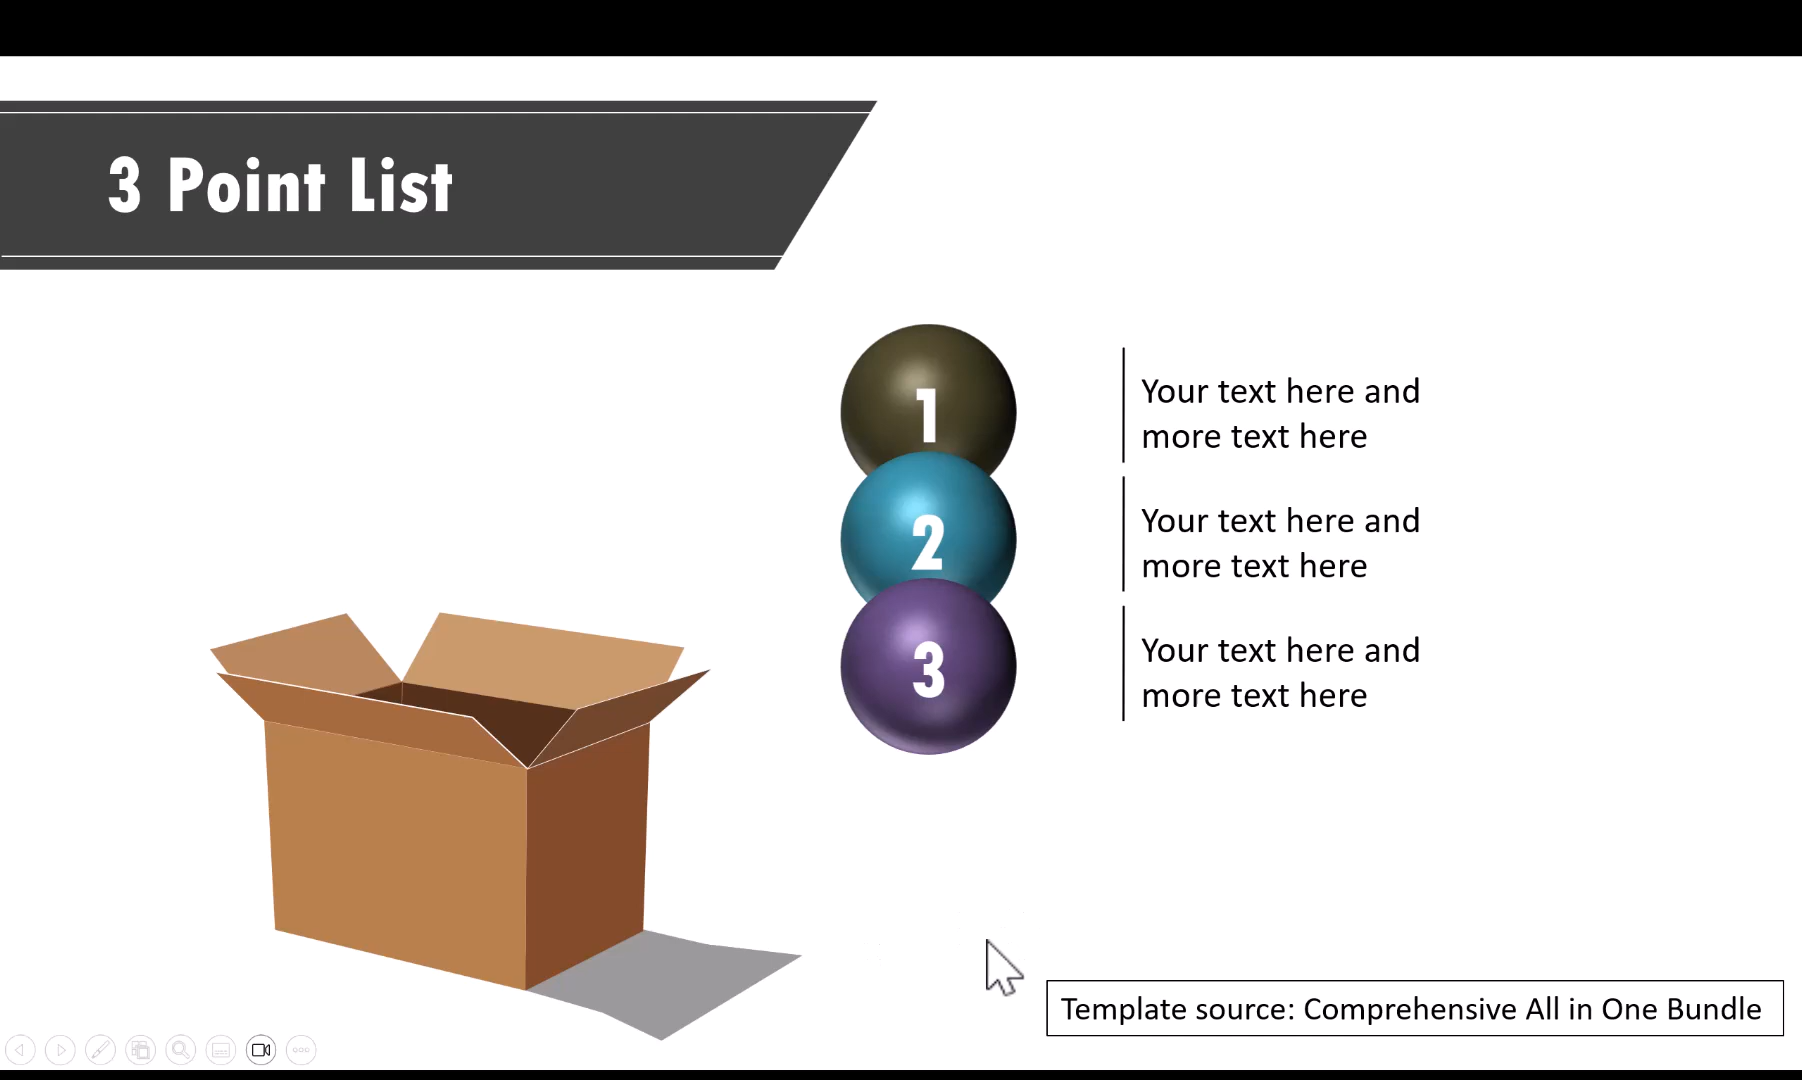 3 Point List
1
Your text here and
more text here
2
Your text here and
more text here
3
Your text here and
more text here
Template source: Comprehensive All in One Bundle